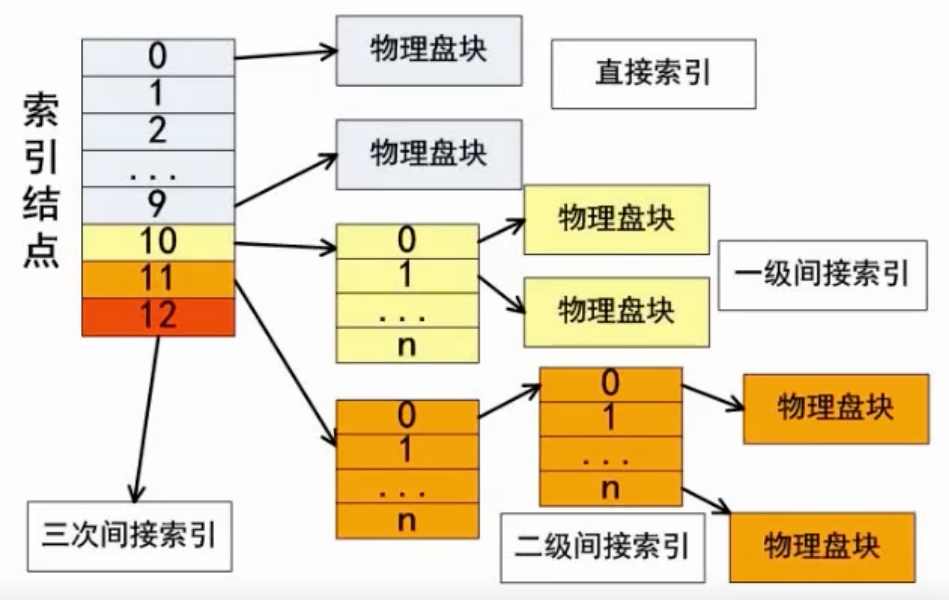 索引结点
0
1
2
...
9
10
11
12
物理盘块
直接索引
物理盘块
0
1
...
n
物理盘块
物理盘块
一级间接索引
0
1
...
n
0
1
...
n
物理盘块
物理盘块
二级间接索引
三次间接索引